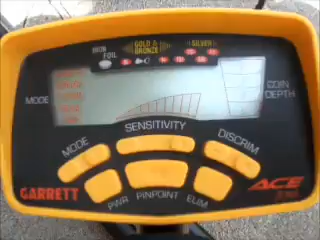 IRON
FOIL
GOLD &
BRONZE
SILVER
MODE
COIN
DEPTH
SENSITIVITY
MODE
DISCRIM
GARRETT
ACE
PWR
PINPOINT
ELIM